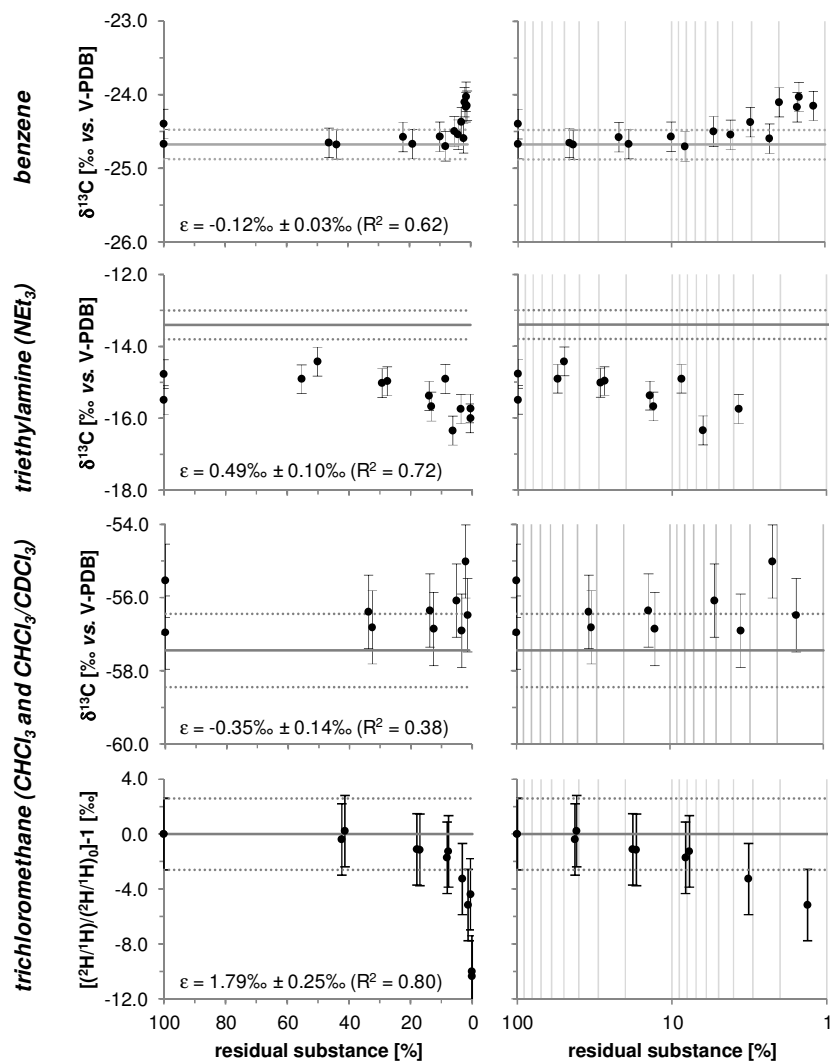 benzene
δ¹³C [‰ vs. V-PDB]
-23.0
-24.0
-25.0
-26.0
ε = -0.12‰ ± 0.03‰ (R² = 0.62)
triethylamine (NEt₃)
δ¹³C [‰ vs. V-PDB]
-12.0
-14.0
-16.0
-18.0
ε = 0.49‰ ± 0.10‰ (R² = 0.72)
trichloromethane (CHCl₃ and CHCl₃/CDCl₃)
δ¹³C [‰ vs. V-PDB]
-54.0
-56.0
-58.0
-60.0
ε = -0.35‰ ± 0.14‰ (R² = 0.38)
[(²H/¹H)/(²H/¹H)₀]-1 [‰]
4.0
0.0
-4.0
-8.0
-12.0
ε = 1.79‰ ± 0.25‰ (R² = 0.80)
100 80 60 40 20 0
residual substance [%]
100 10 1
residual substance [%]